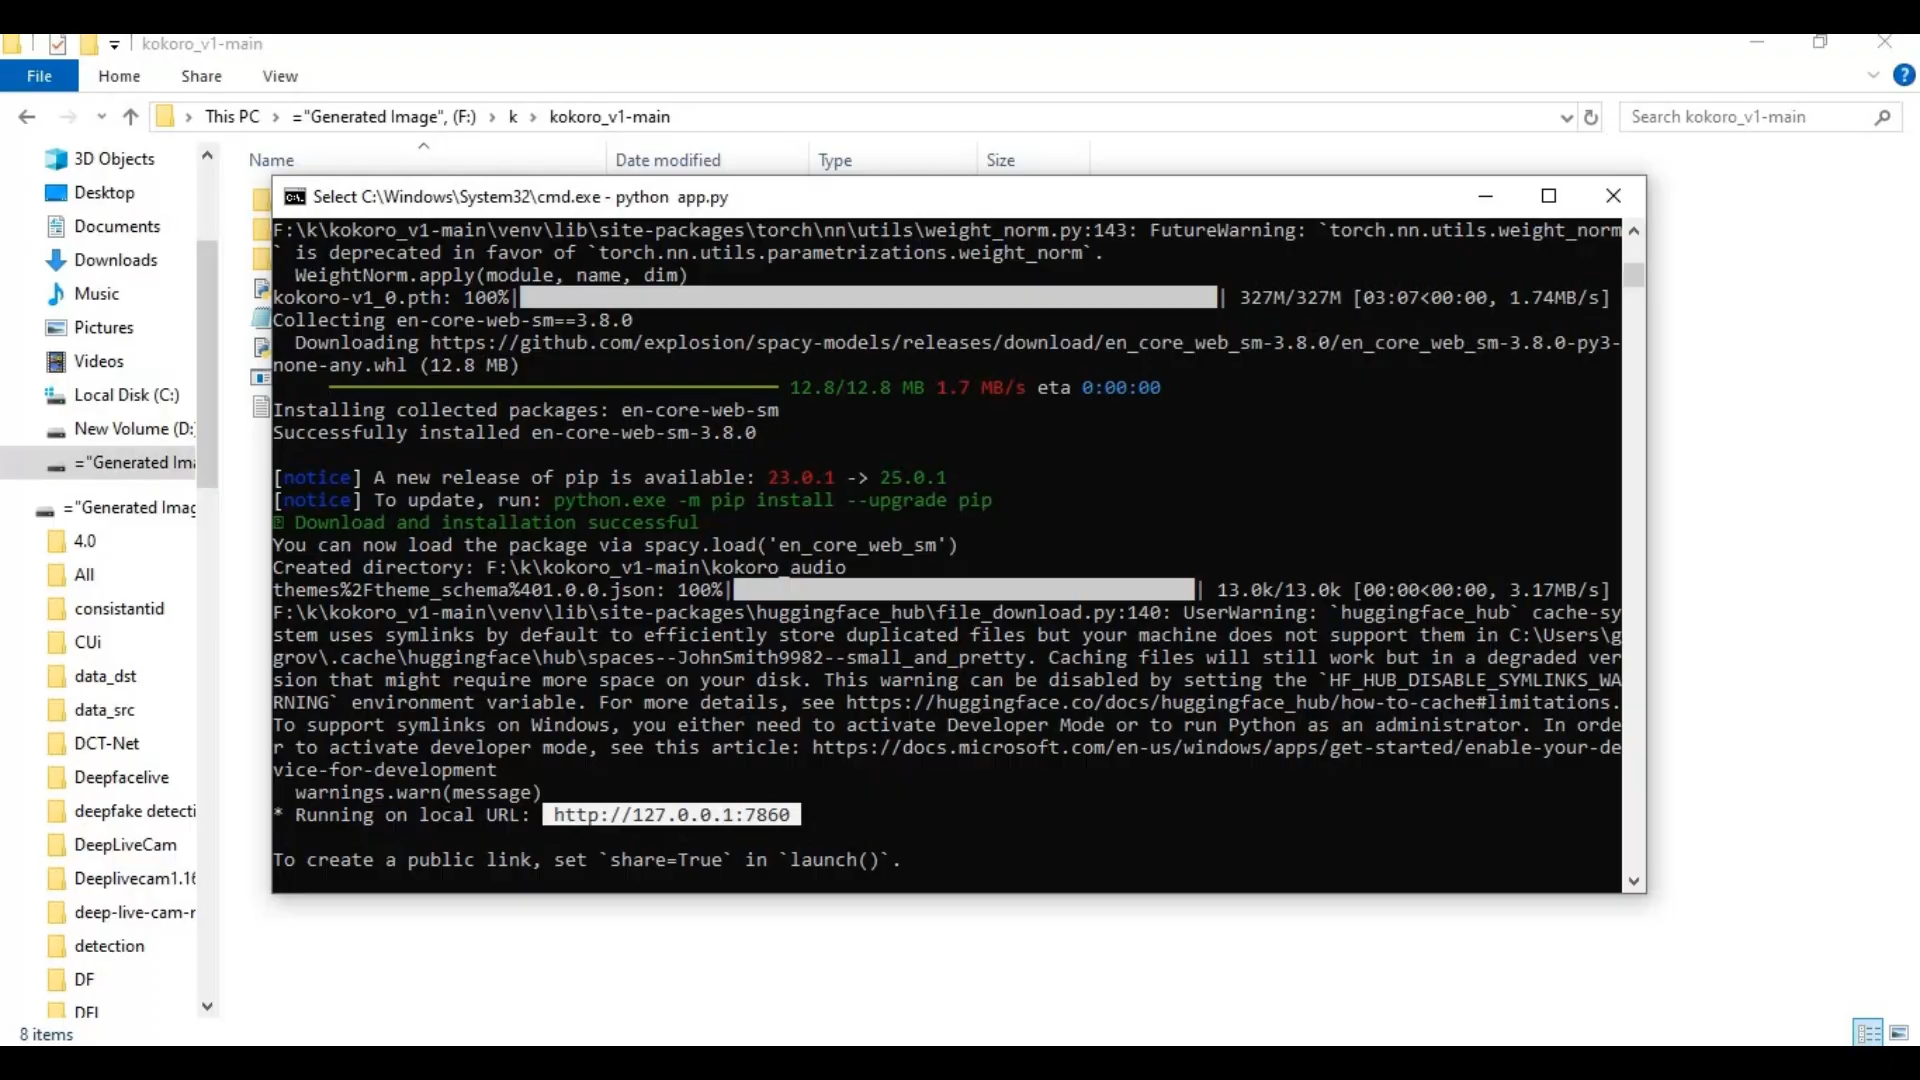 kokoro_v1-main
File Home Share View
This PC > ="Generated Image", (F:) > k > kokoro_v1-main
Search kokoro_v1-main
Name Date modified Type Size
3D Objects
Desktop
Documents
Downloads
Music
Pictures
Videos
Local Disk (C:)
New Volume (D:
="Generated Ima
="Generated Imag
4.0
All
consistantid
CUi
data_dst
data_src
DCT-Net
Deepfacelive
deepfake detecti
DeepLiveCam
Deeplivecam1.16
deep-live-cam-r
detection
DF
DFL
8 items
Select C:\Windows\System32\cmd.exe - python  app.py
F:\k\kokoro_v1-main\venv\lib\site-packages\torch\nn\utils\weight_norm.py:143: FutureWarning: `torch.nn.utils.weight_norm
` is deprecated in favor of `torch.nn.utils.parametrizations.weight_norm`.
WeightNorm.apply(module, name, dim)
kokoro-v1_0.pth: 100%| | 327M/327M [03:07<00:00, 1.74MB/s]
Collecting en-core-web-sm==3.8.0
Downloading https://github.com/explosion/spacy-models/releases/download/en_core_web_sm-3.8.0/en_core_web_sm-3.8.0-py3-
none-any.whl (12.8 MB)
12.8/12.8 MB 1.7 MB/s eta 0:00:00
Installing collected packages: en-core-web-sm
Successfully installed en-core-web-sm-3.8.0
[notice] A new release of pip is available: 23.0.1 -> 25.0.1
[notice] To update, run: python.exe -m pip install --upgrade pip
Download and installation successful
You can now load the package via spacy.load('en_core_web_sm')
Created directory: F:\k\kokoro_v1-main\kokoro_audio
themes%2Ftheme_schema%401.0.0.json: 100%| | 13.0k/13.0k [00:00<00:00, 3.17MB/s]
F:\k\kokoro_v1-main\venv\lib\site-packages\huggingface_hub\file_download.py:140: UserWarning: `huggingface_hub` cache-sy
stem uses symlinks by default to efficiently store duplicated files but your machine does not support them in C:\Users\g
grov\.cache\huggingface\hub\spaces--JohnSmith9982--small_and_pretty. Caching files will still work but in a degraded ver
sion that might require more space on your disk. This warning can be disabled by setting the `HF_HUB_DISABLE_SYMLINKS_WA
RNING` environment variable. For more details, see https://huggingface.co/docs/huggingface_hub/how-to-cache#limitations.
To support symlinks on Windows, you either need to activate Developer Mode or to run Python as an administrator. In orde
r to activate developer mode, see this article: https://docs.microsoft.com/en-us/windows/apps/get-started/enable-your-de
vice-for-development
warnings.warn(message)
* Running on local URL:  http://127.0.0.1:7860
To create a public link, set `share=True` in `launch()`.